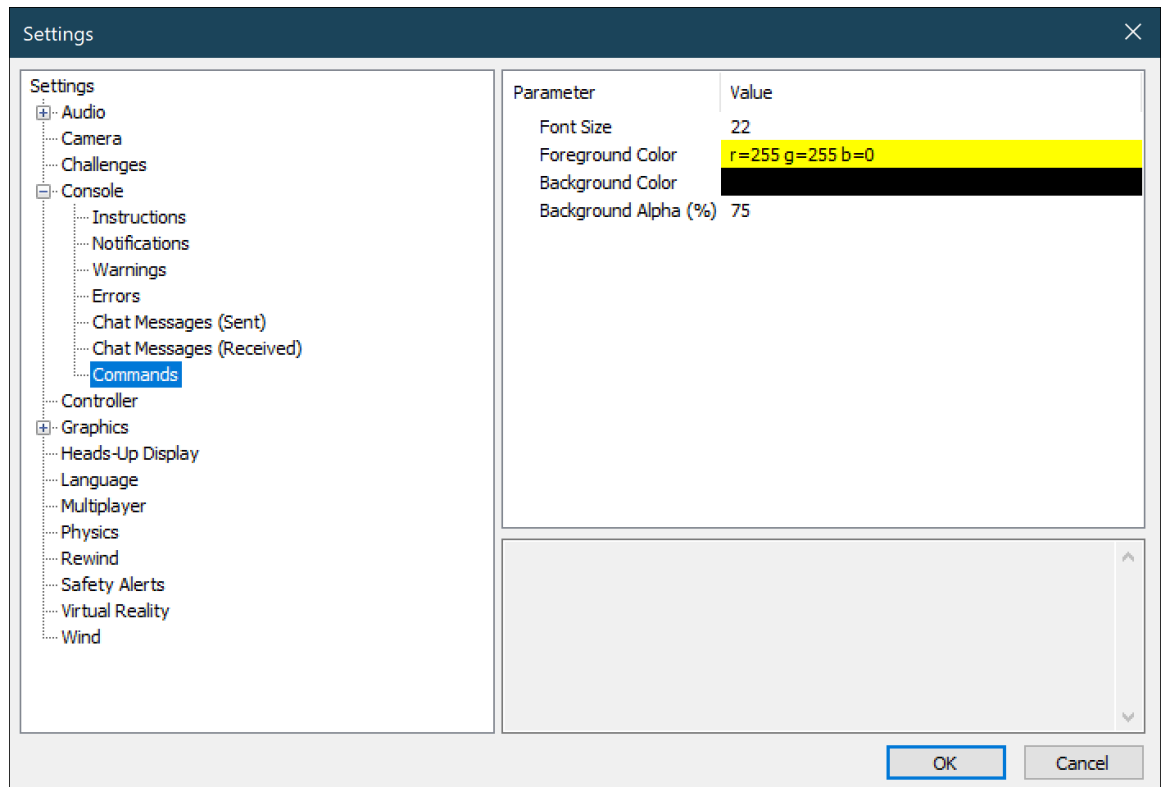 Settings
Settings
Audio
Camera
Challenges
Console
Instructions
Notifications
Warnings
Errors
Chat Messages (Sent)
Chat Messages (Received)
Commands
Controller
Graphics
Heads-Up Display
Language
Multiplayer
Physics
Rewind
Safety Alerts
Virtual Reality
Wind
Parameter Value
Font Size 22
Foreground Color r=255 g=255 b=0
Background Color
Background Alpha (%) 75
OK Cancel